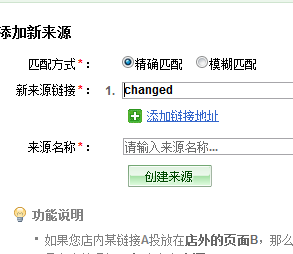 添加新来源
匹配方式*： 精确匹配 模糊匹配
新来源链接*： 1. changed
添加链接地址
来源名称*： 请输入来源名称...
创建来源
功能说明
如果您店内某链接A投放在店外的页面B，那么